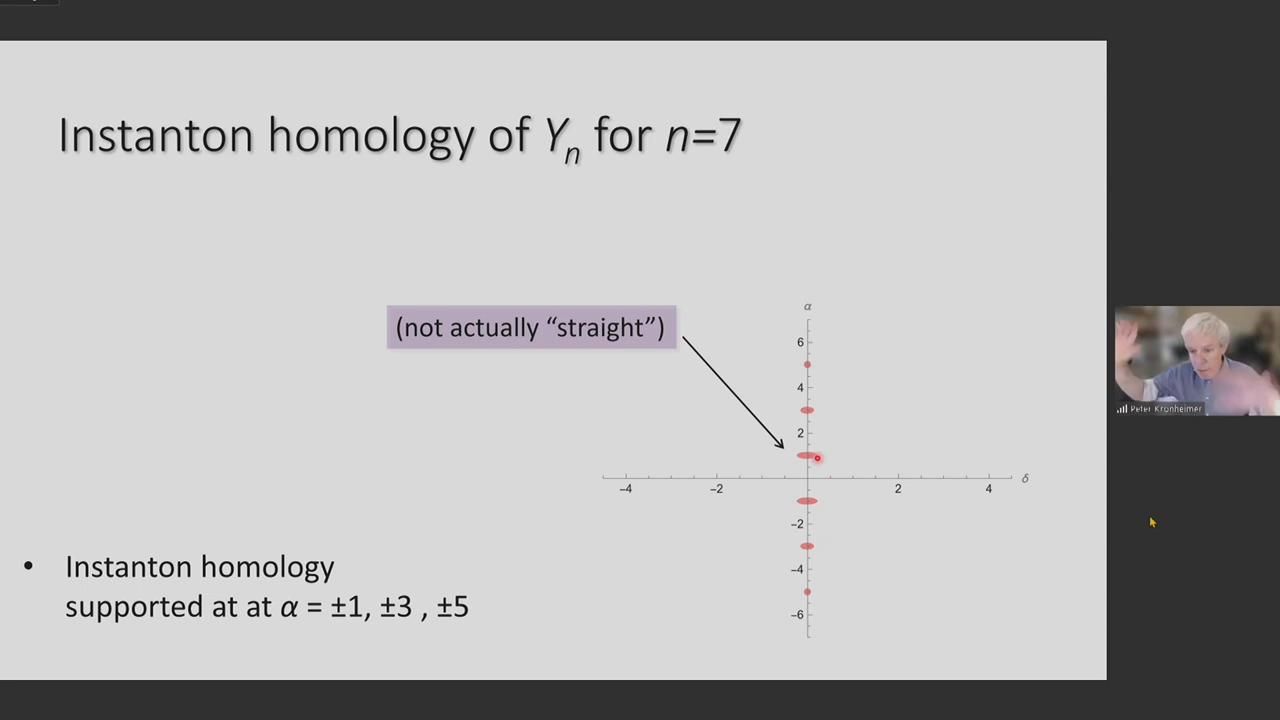 Instanton homology of Yn for n=7
(not actually “straight”)
α
6
4
2
−4
−2
2
4
δ
−2
−4
−6
• Instanton homology
supported at at α = ±1, ±3 , ±5
Peter Kronheimer